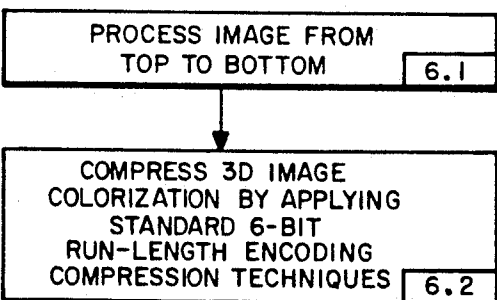 PROCESS IMAGE FROM
TOP TO BOTTOM
6.1
COMPRESS 3D IMAGE
COLORIZATION BY APPLYING
STANDARD 6-BIT
RUN-LENGTH ENCODING
COMPRESSION TECHNIQUES
6.2